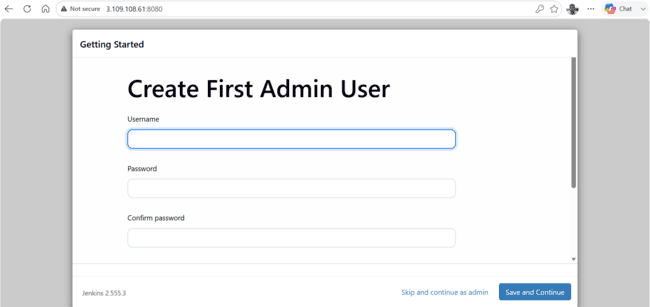 Not secure 3.109.108.61:8080
Chat
Getting Started
Create First Admin User
Username
Password
Confirm password
Jenkins 2.555.3
Skip and continue as admin
Save and Continue